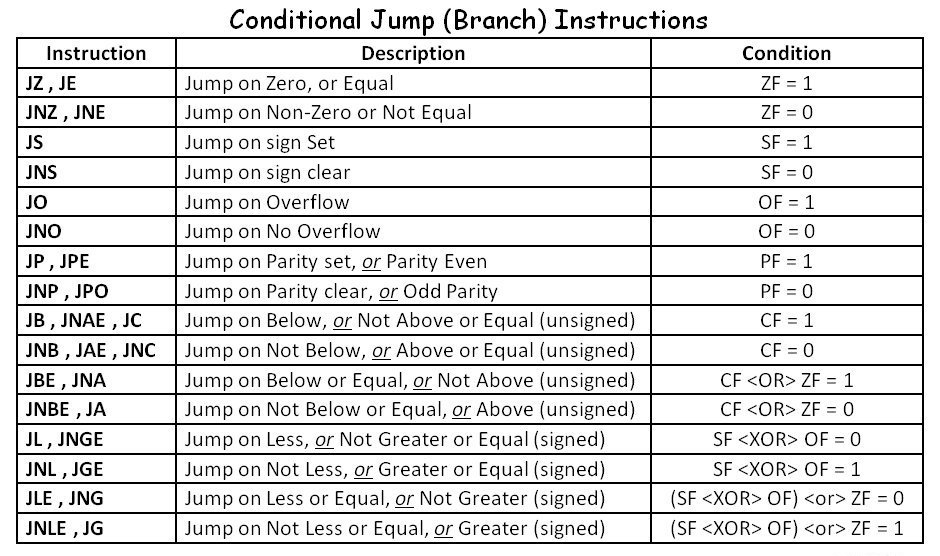 Conditional Jump (Branch) Instructions
Instruction Description Condition
JZ , JE Jump on Zero, or Equal ZF = 1
JNZ , JNE Jump on Non-Zero or Not Equal ZF = 0
JS Jump on sign Set SF = 1
JNS Jump on sign clear SF = 0
JO Jump on Overflow OF = 1
JNO Jump on No Overflow OF = 0
JP , JPE Jump on Parity set, or Parity Even PF = 1
JNP , JPO Jump on Parity clear, or Odd Parity PF = 0
JB , JNAE , JC Jump on Below, or Not Above or Equal (unsigned) CF = 1
JNB , JAE , JNC Jump on Not Below, or Above or Equal (unsigned) CF = 0
JBE , JNA Jump on Below or Equal, or Not Above (unsigned) CF <OR> ZF = 1
JNBE , JA Jump on Not Below or Equal, or Above (unsigned) CF <OR> ZF = 0
JL , JNGE Jump on Less, or Not Greater or Equal (signed) SF <XOR> OF = 0
JNL , JGE Jump on Not Less, or Greater or Equal (signed) SF <XOR> OF = 1
JLE , JNG Jump on Less or Equal, or Not Greater (signed) (SF <XOR> OF) <or> ZF = 0
JNLE , JG Jump on Not Less or Equal, or Greater (signed) (SF <XOR> OF) <or> ZF = 1